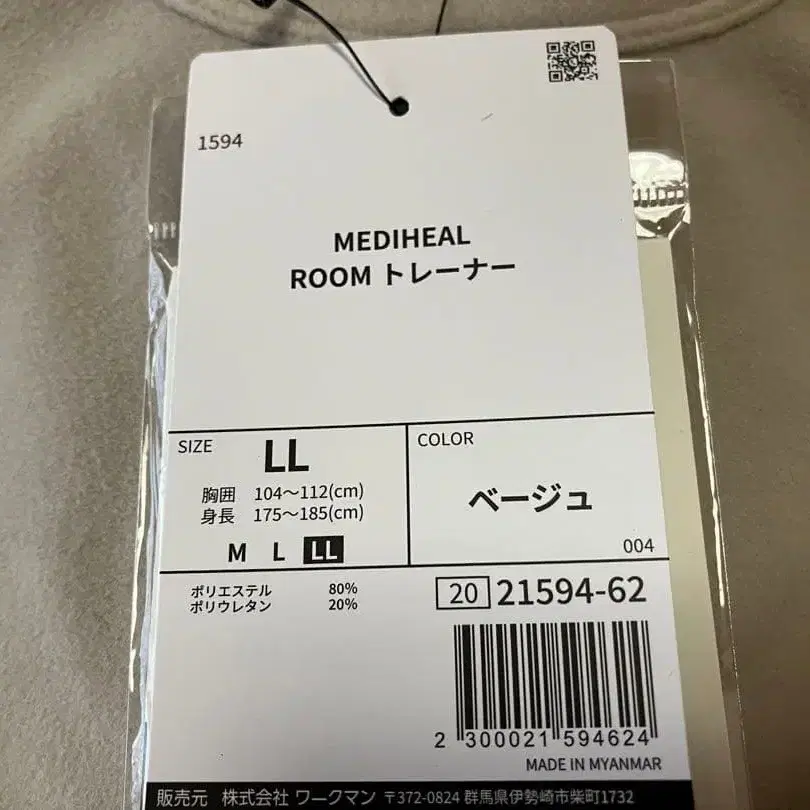 1594
MEDIHEAL
ROOM トレーナー
SIZE LL
胸囲 104～112(cm)
身長 175～185(cm)
M L LL
COLOR
ベージュ
004
ポリエステル 80%
ポリウレタン 20%
20 21594-62
2 300021 594624
MADE IN MYANMAR
販売元 株式会社 ワークマン 〒372-0824 群馬県伊勢崎市柴町1732